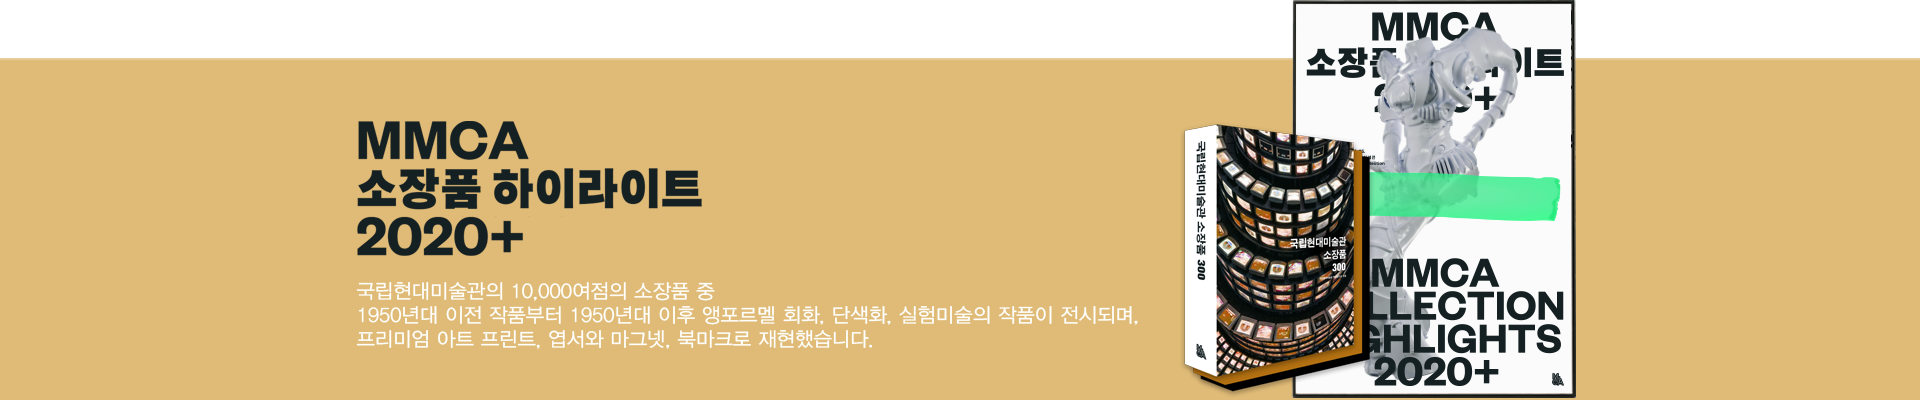 MMCA
소장품 하이라이트
2020+
국립현대미술관의 10,000여점의 소장품 중
1950년대 이전 작품부터 1950년대 이후 앵포르멜 회화, 단색화, 실험미술의 작품이 전시되며,
프리미엄 아트 프린트, 엽서와 마그넷, 북마크로 재현했습니다.
국립현대미술관 소장품 300
국립현대미술관
소장품
300
MMCA
소장품 이트
2 +
MMCA
LLECTION
GHLIGHTS
2020+